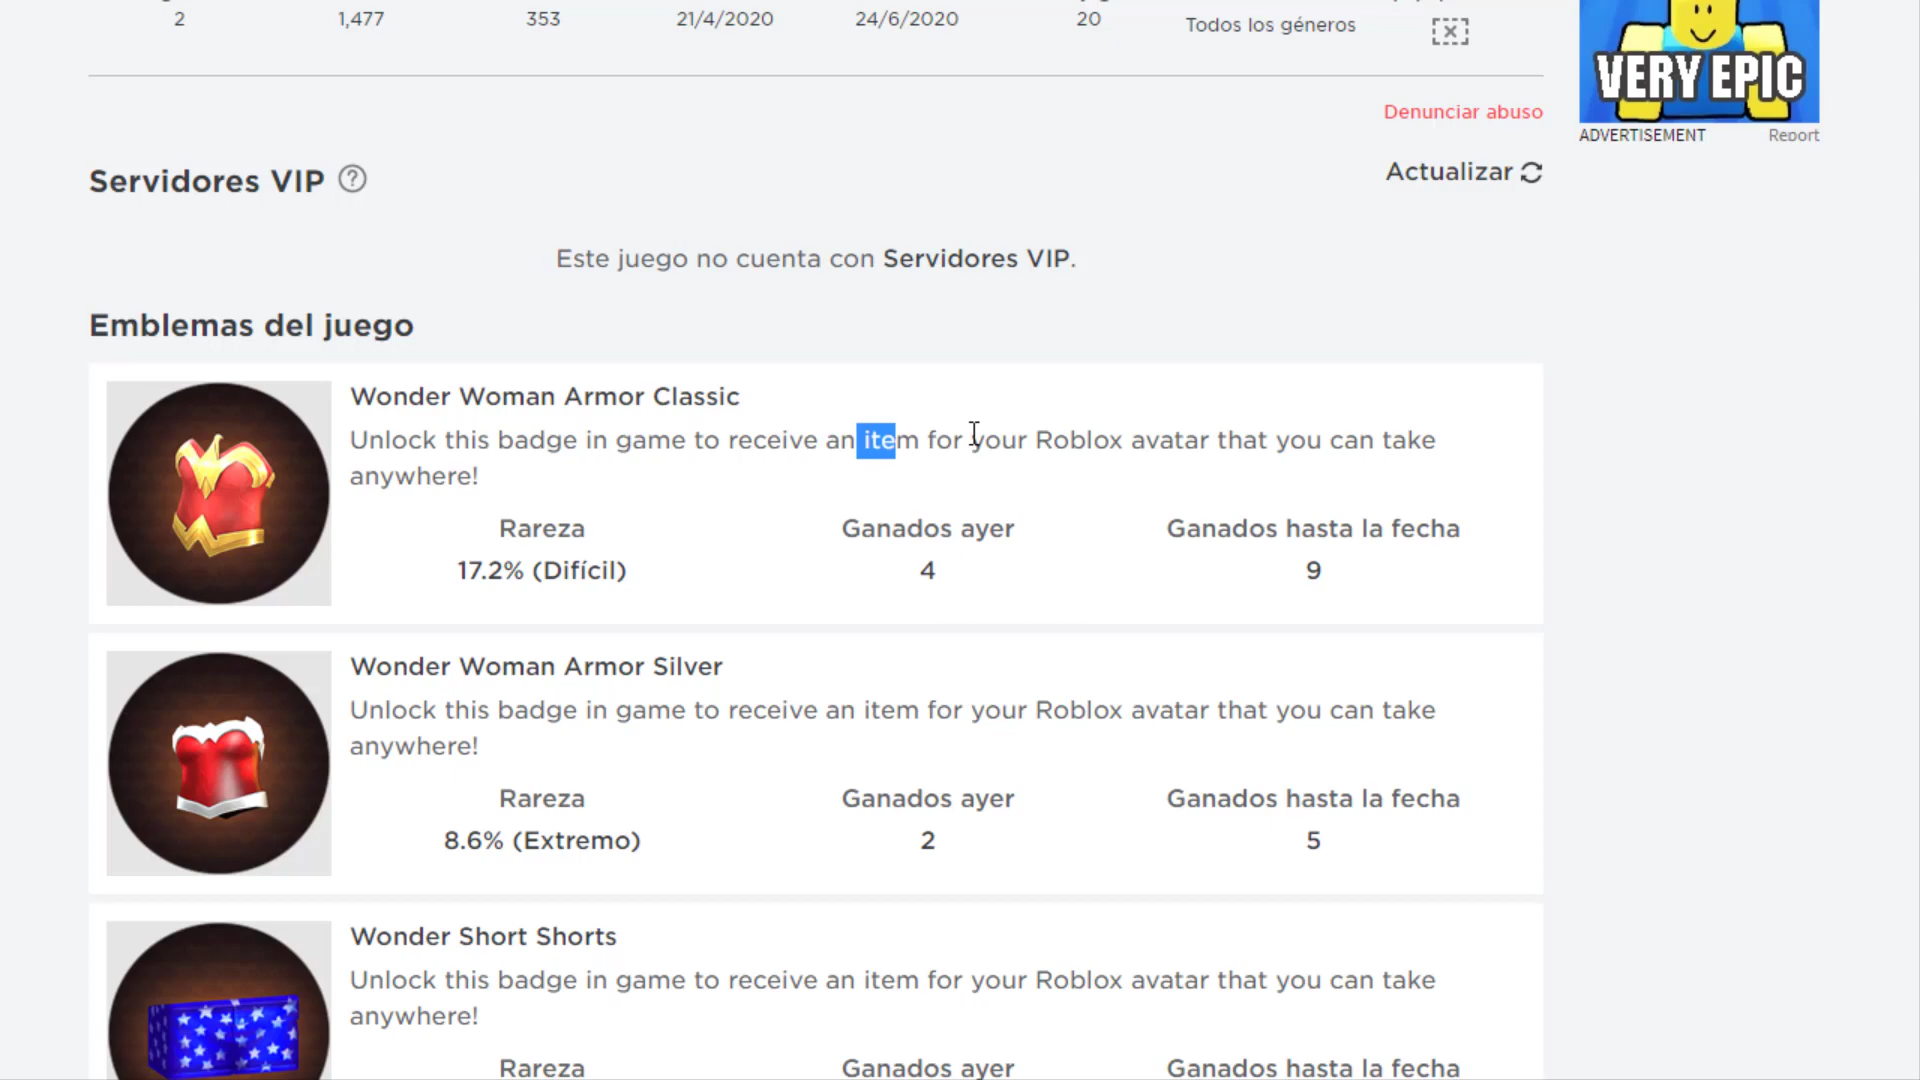 2 1,477 353 21/4/2020 24/6/2020 20 Todos los géneros
VERY EPIC
ADVERTISEMENT Report
Denunciar abuso
Servidores VIP
Actualizar
Este juego no cuenta con Servidores VIP.
Emblemas del juego
Wonder Woman Armor Classic
Unlock this badge in game to receive an item for your Roblox avatar that you can take
anywhere!
Rareza Ganados ayer Ganados hasta la fecha
17.2% (Difícil) 4 9
Wonder Woman Armor Silver
Unlock this badge in game to receive an item for your Roblox avatar that you can take
anywhere!
Rareza Ganados ayer Ganados hasta la fecha
8.6% (Extremo) 2 5
Wonder Short Shorts
Unlock this badge in game to receive an item for your Roblox avatar that you can take
anywhere!
Rareza Ganados ayer Ganados hasta la fecha